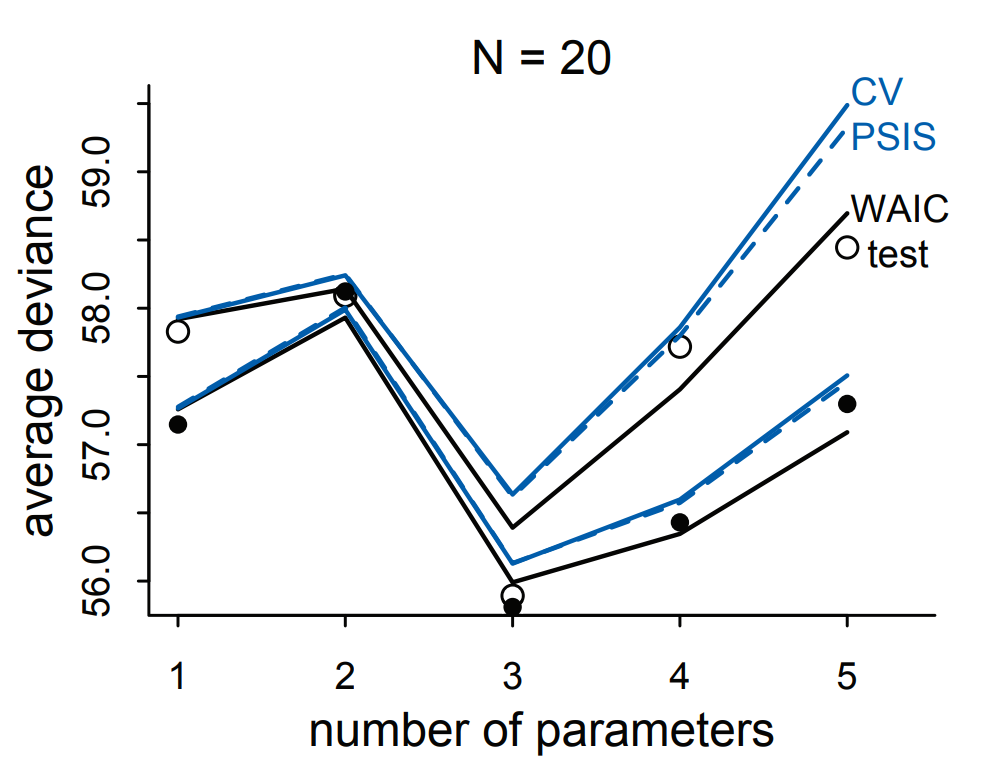 N = 20
CV
PSIS
WAIC
test
average deviance
59.0
58.0
57.0
56.0
1 2 3 4 5
number of parameters